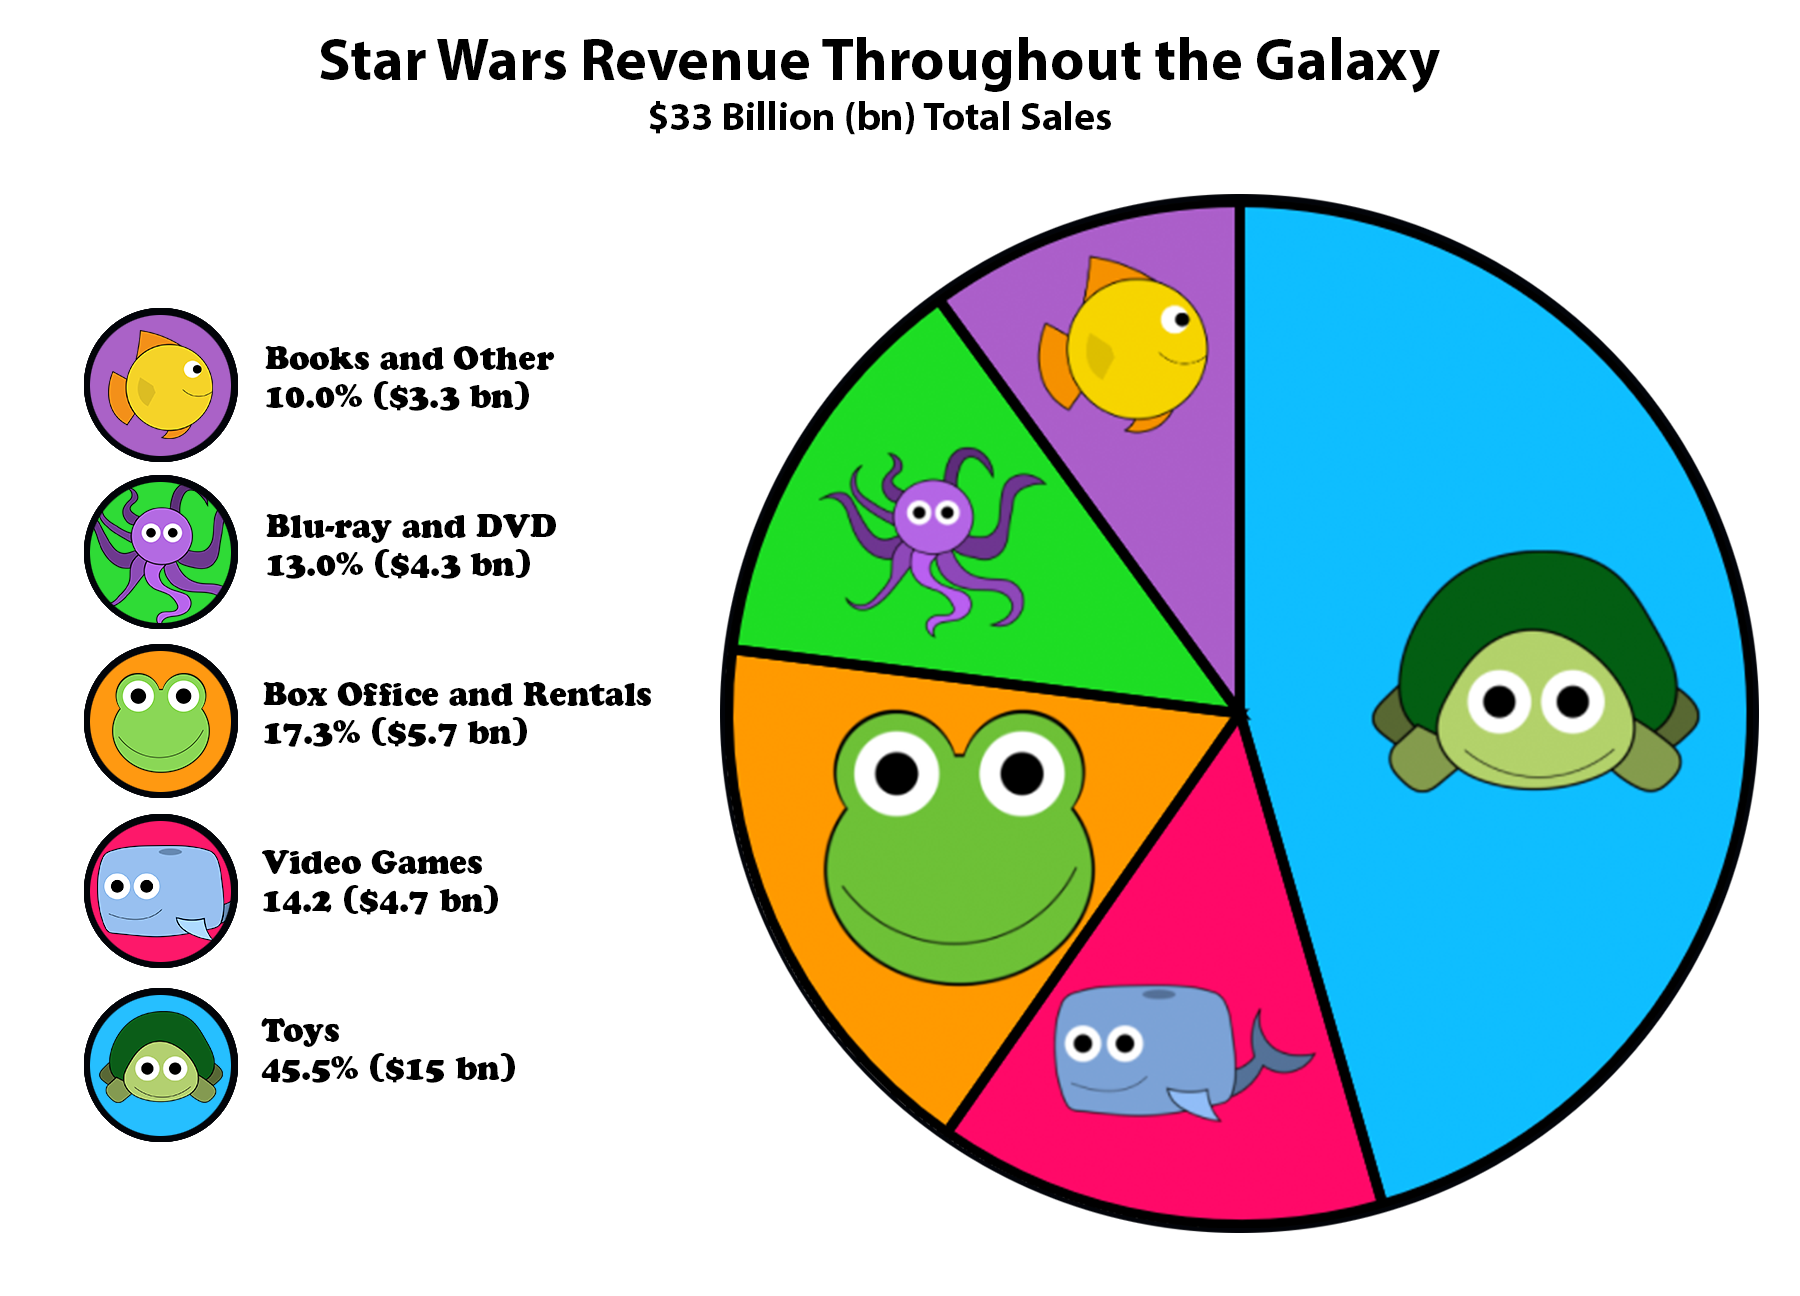 Star Wars Revenue Throughout the Galaxy
$33 Billion (bn) Total Sales
Books and Other
10.0% ($3.3 bn)
Blu-ray and DVD
13.0% ($4.3 bn)
Box Office and Rentals
17.3% ($5.7 bn)
Video Games
14.2 ($4.7 bn)
Toys
45.5% ($15 bn)